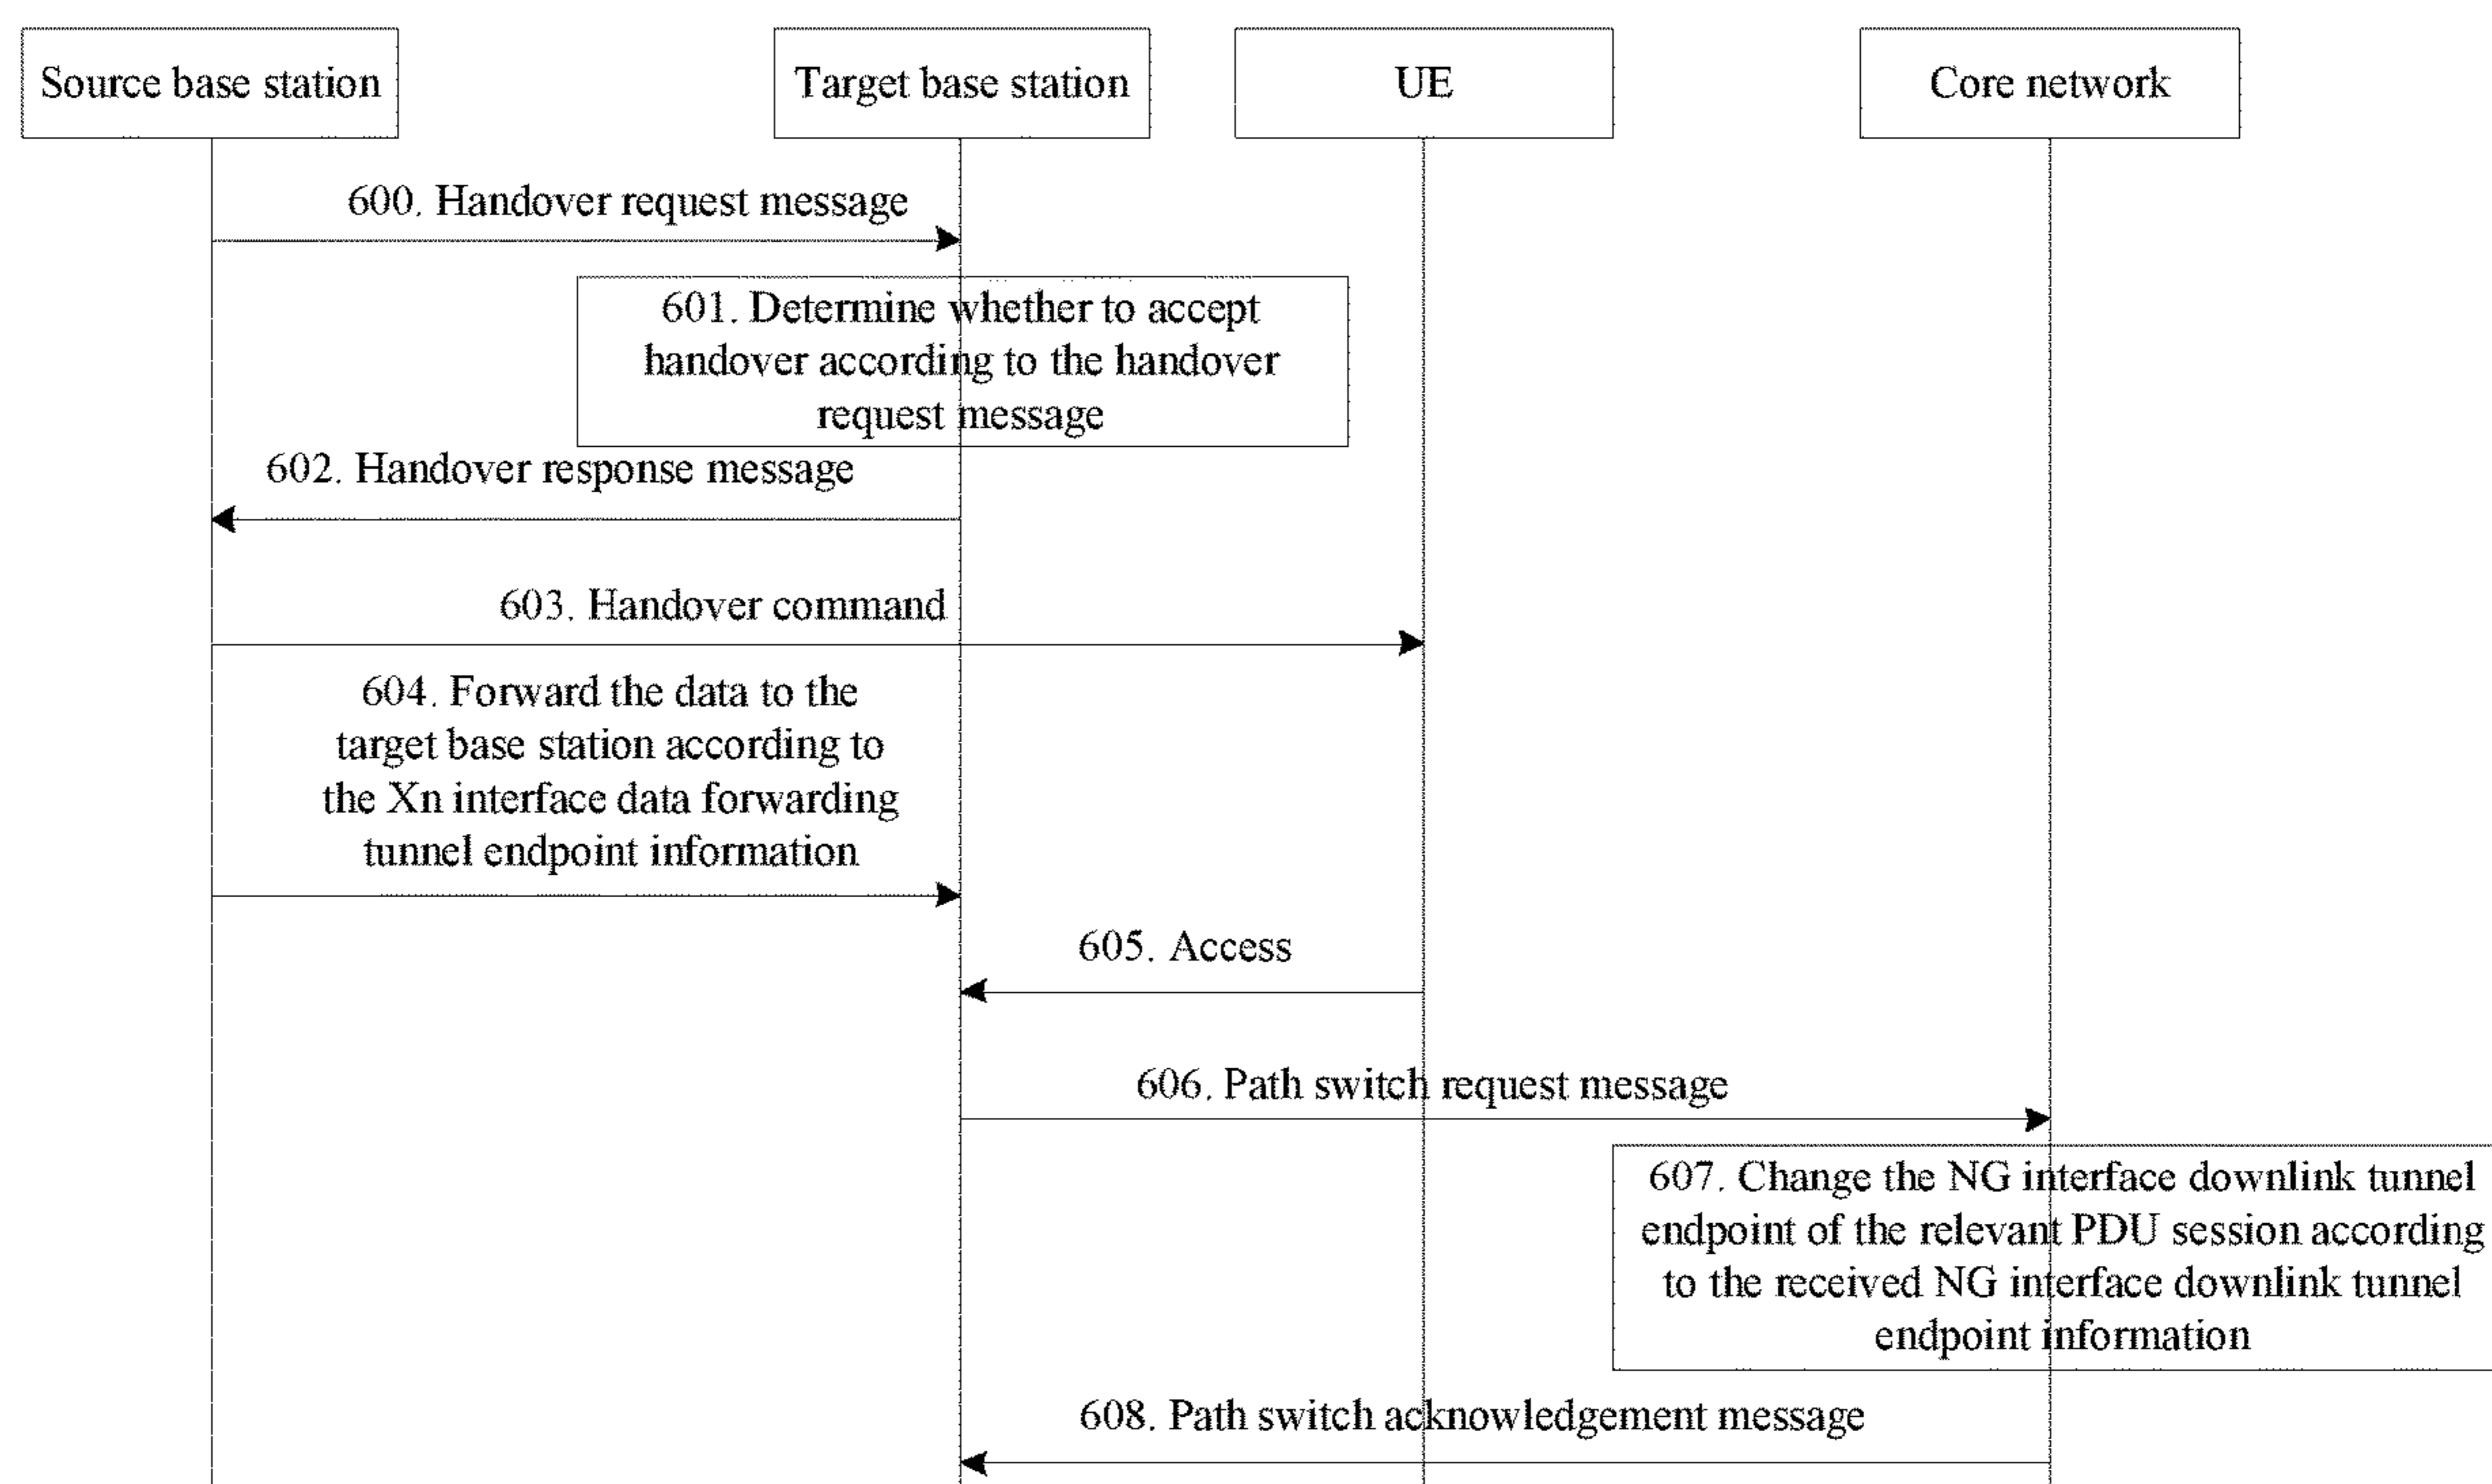 Source base station
Target base station
UE
Core network
600. Handover request message
601. Determine whether to accept
handover according to the handover
request message
602. Handover response message
603. Handover command
604. Forward the data to the
target base station according to
the Xn interface data forwarding
tunnel endpoint information
605. Access
606. Path switch request message
607. Change the NG interface downlink tunnel
endpoint of the relevant PDU session according
to the received NG interface downlink tunnel
endpoint information
608. Path switch acknowledgement message